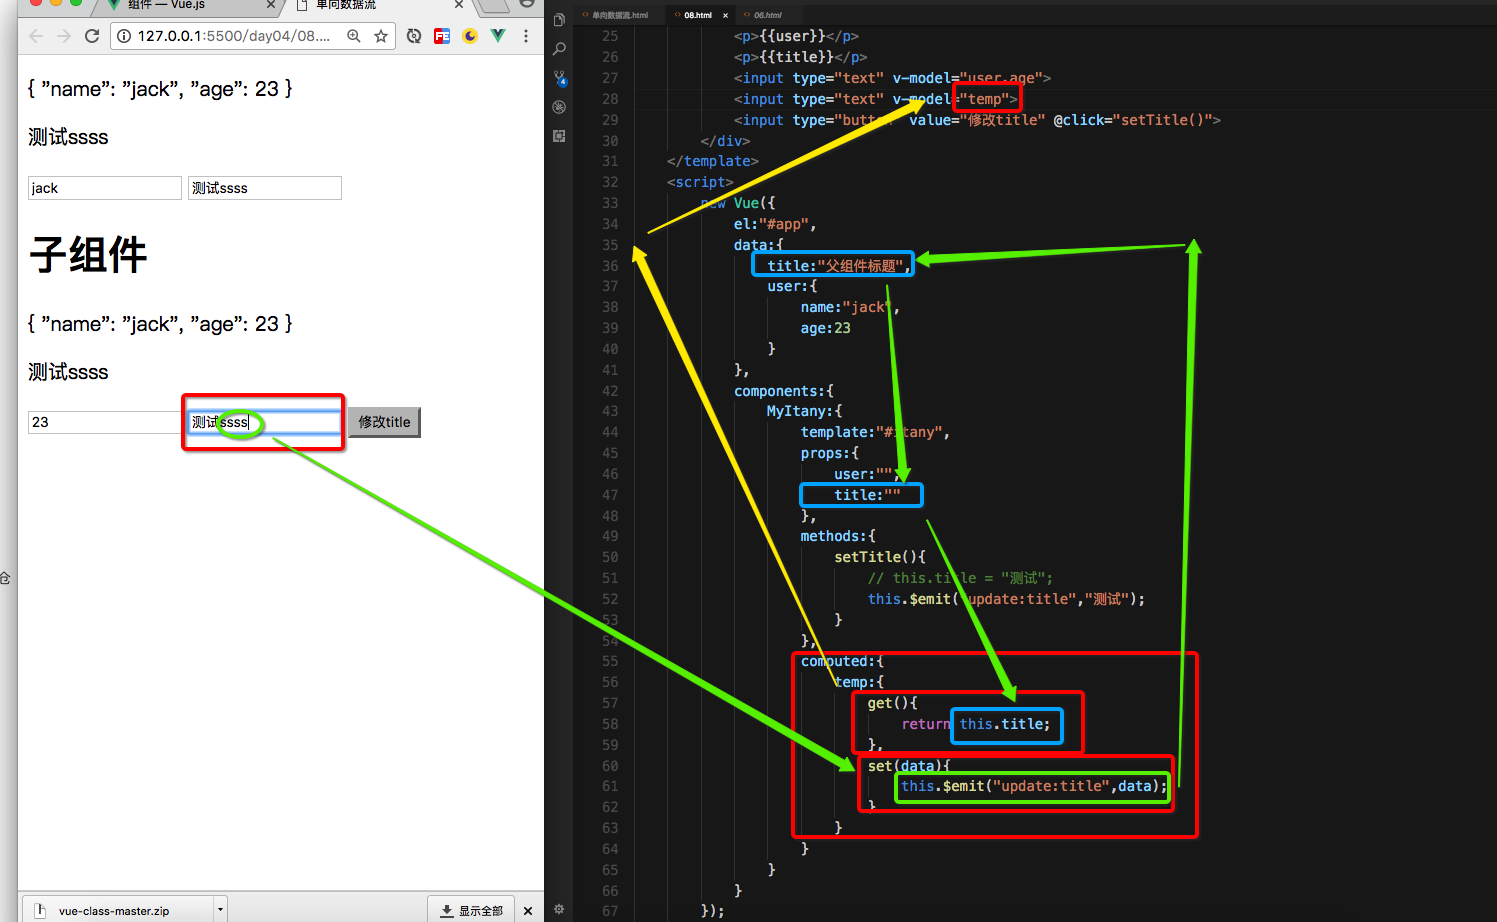 组件 — Vue.js
单向数据流
127.0.0.1:5500/day04/08....
{ "name": "jack", "age": 23 }
测试ssss
jack
测试ssss
子组件
{ "name": "jack", "age": 23 }
测试ssss
23
测试ssss
修改title
vue-class-master.zip
显示全部
单向数据流.html
08.html
06.html
25 <p>{{user}}</p>
26 <p>{{title}}</p>
27 <input type="text" v-model="user.age">
28 <input type="text" v-model="temp">
29 <input type="button" value="修改title" @click="setTitle()">
30 </div>
31 </template>
32 <script>
33 new Vue({
34 el:"#app",
35 data:{
36 title:"父组件标题",
37 user:{
38 name:"jack",
39 age:23
40 }
41 },
42 components:{
43 MyItany:{
44 template:"#itany",
45 props:{
46 user:"",
47 title:""
48 },
49 methods:{
50 setTitle(){
51 // this.title = "测试";
52 this.$emit("update:title","测试");
53 }
54 },
55 computed:{
56 temp:{
57 get(){
58 return this.title;
59 },
60 set(data){
61 this.$emit("update:title",data);
62 }
63 }
64 }
65 }
66 }
67 });